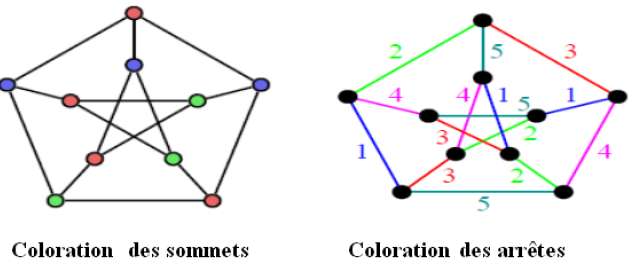 2 5 3
4 4 1 5 1
1 3 2 4
3 2
5
Coloration des sommets Coloration des arrêtes